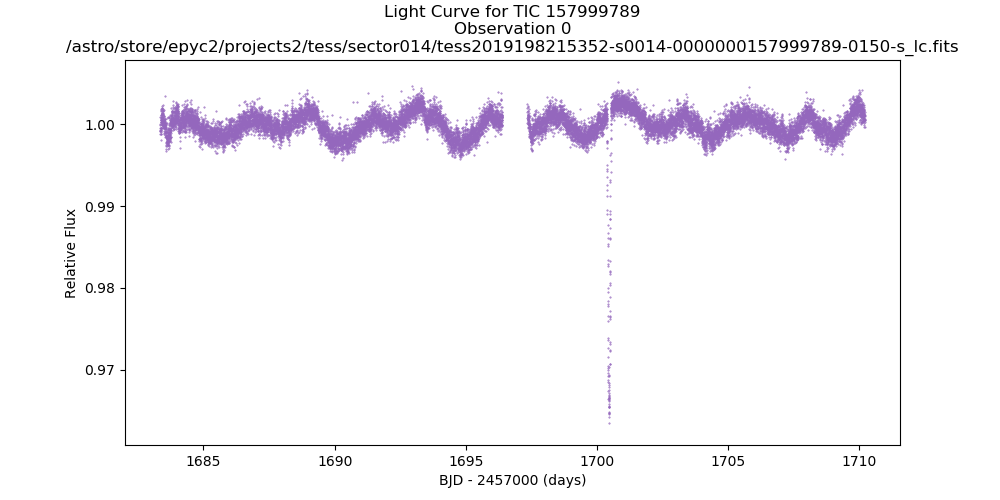 Light Curve for TIC 157999789
Observation 0
/astro/store/epyc2/projects2/tess/sector014/tess2019198215352-s0014-0000000157999789-0150-s_lc.fits
1.00
0.99
0.98
0.97
Relative Flux
1685
1690
1695
1700
1705
1710
BJD - 2457000 (days)